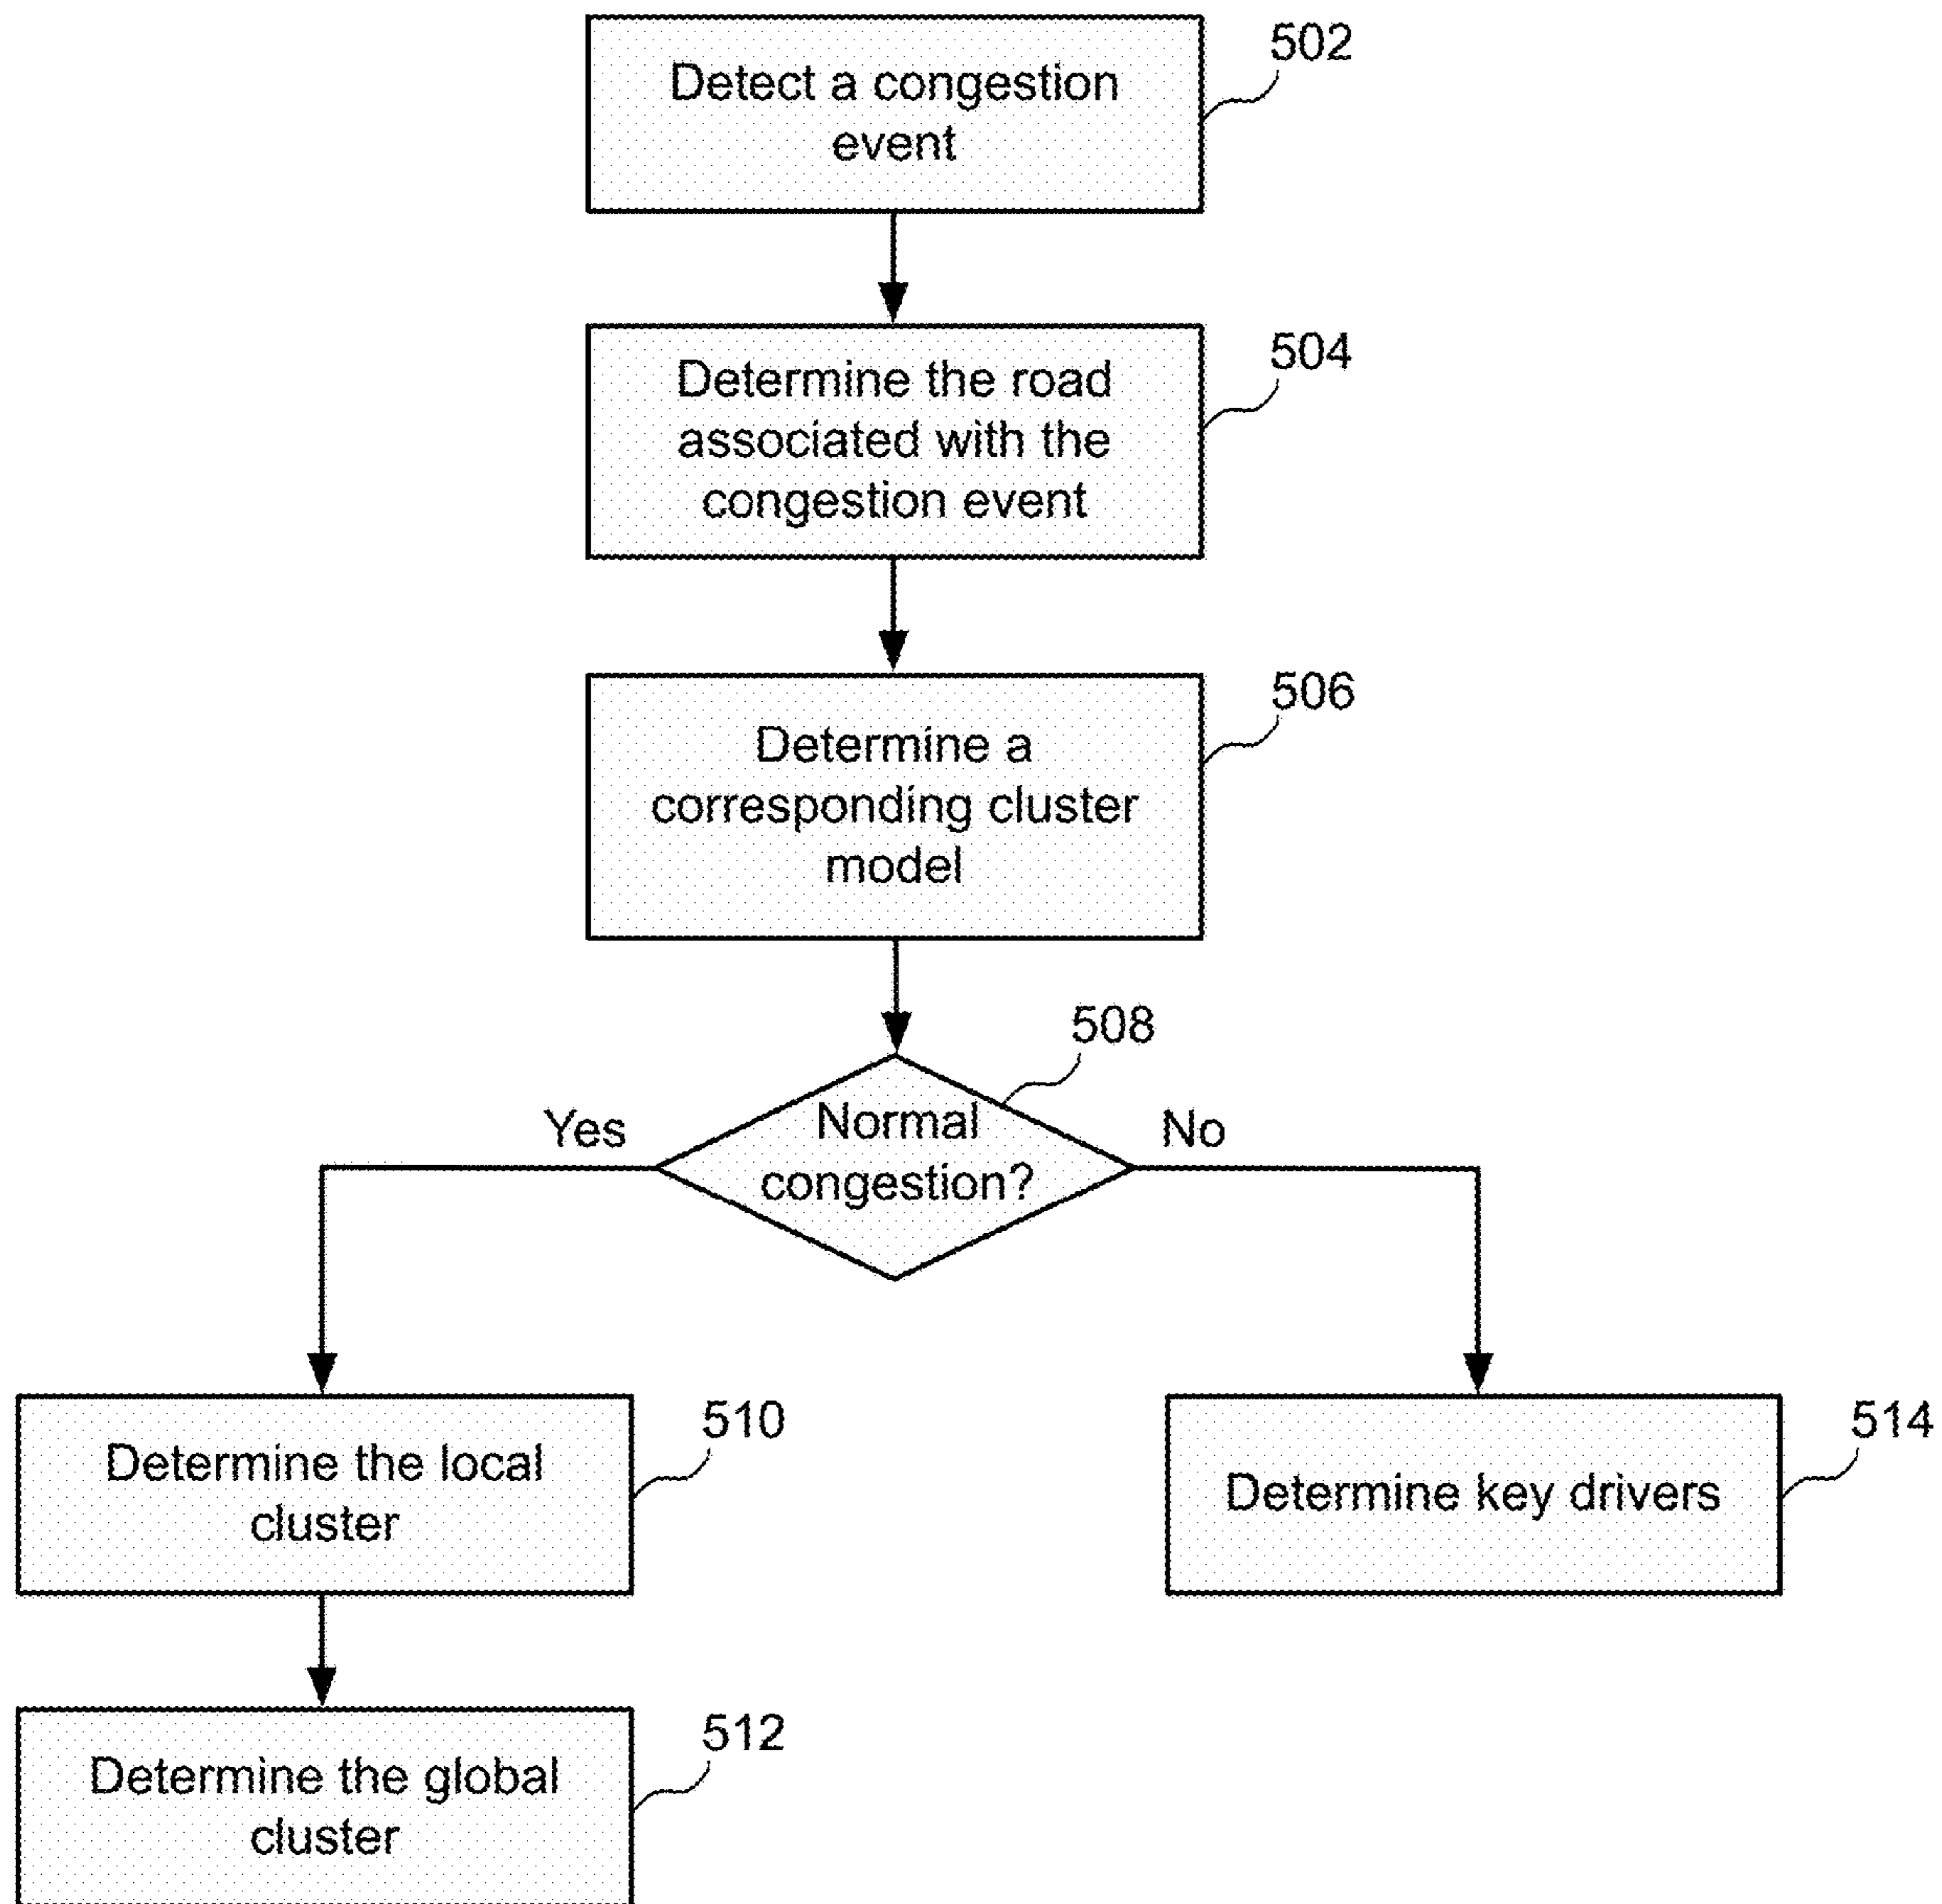 Detect a congestion
event
502
Determine the road
associated with the
congestion event
504
Determine a
corresponding cluster
model
506
Normal
congestion?
508
Yes
No
Determine the local
cluster
510
Determine key drivers
514
Determine the global
cluster
512